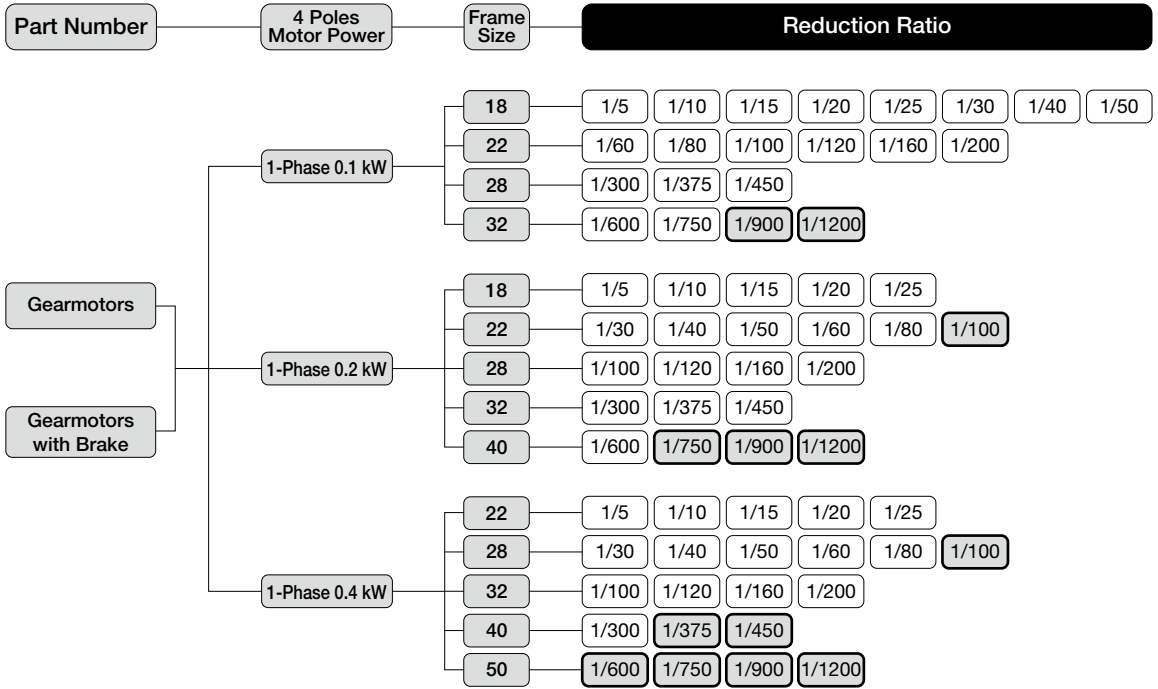 Part Number
4 Poles
Motor Power
Frame
Size
Reduction Ratio
18 1/5 1/10 1/15 1/20 1/25 1/30 1/40 1/50
22 1/60 1/80 1/100 1/120 1/160 1/200
1-Phase 0.1 kW
28 1/300 1/375 1/450
32 1/600 1/750 1/900 1/1200
Gearmotors
18 1/5 1/10 1/15 1/20 1/25
22 1/30 1/40 1/50 1/60 1/80 1/100
1-Phase 0.2 kW
28 1/100 1/120 1/160 1/200
32 1/300 1/375 1/450
Gearmotors
with Brake
40 1/600 1/750 1/900 1/1200
22 1/5 1/10 1/15 1/20 1/25
28 1/30 1/40 1/50 1/60 1/80 1/100
1-Phase 0.4 kW
32 1/100 1/120 1/160 1/200
40 1/300 1/375 1/450
50 1/600 1/750 1/900 1/1200